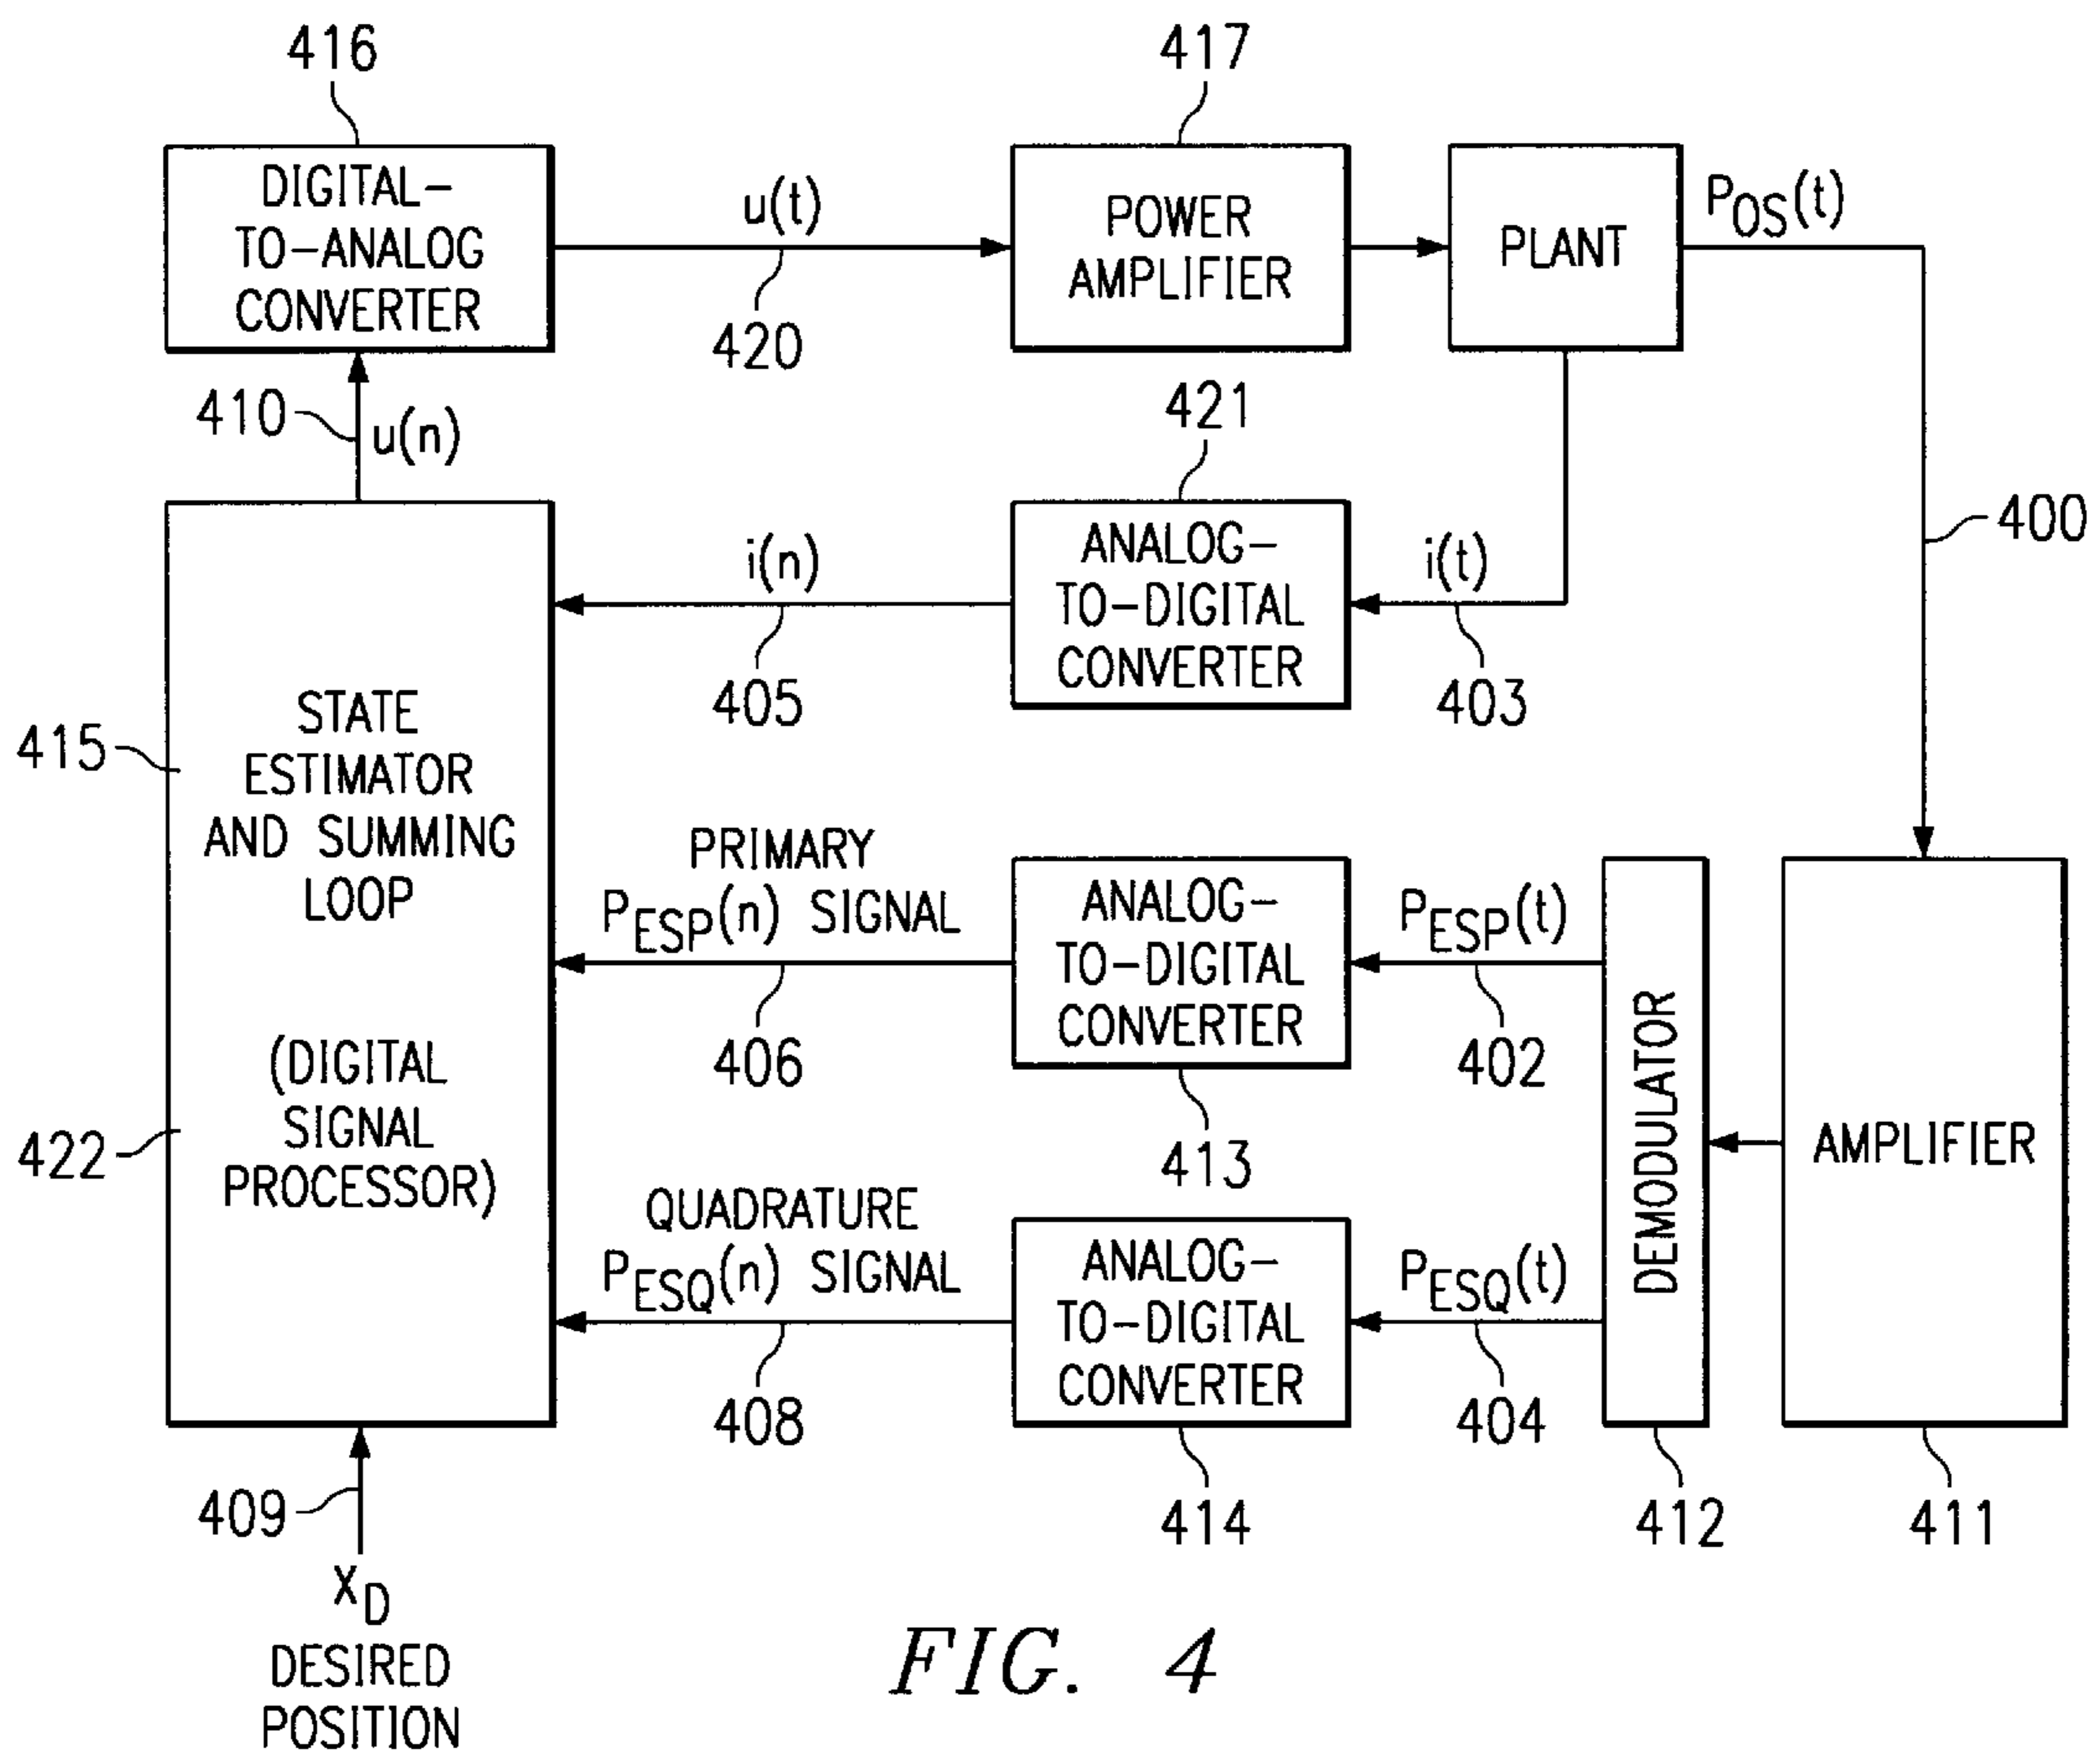 416
417
DIGITAL-
TO-ANALOG
CONVERTER
u(t)
420
POWER
AMPLIFIER
PLANT
POS(t)
410
u(n)
421
400
i(n)
405
ANALOG-
TO-DIGITAL
CONVERTER
i(t)
403
415
STATE
ESTIMATOR
AND SUMMING
LOOP
422
(DIGITAL
SIGNAL
PROCESSOR)
PRIMARY
PESP(n) SIGNAL
406
ANALOG-
TO-DIGITAL
CONVERTER
413
PESP(t)
402
DEMODULATOR
AMPLIFIER
QUADRATURE
PESQ(n) SIGNAL
408
ANALOG-
TO-DIGITAL
CONVERTER
414
PESQ(t)
404
412
411
409
XD
DESIRED
POSITION
FIG. 4